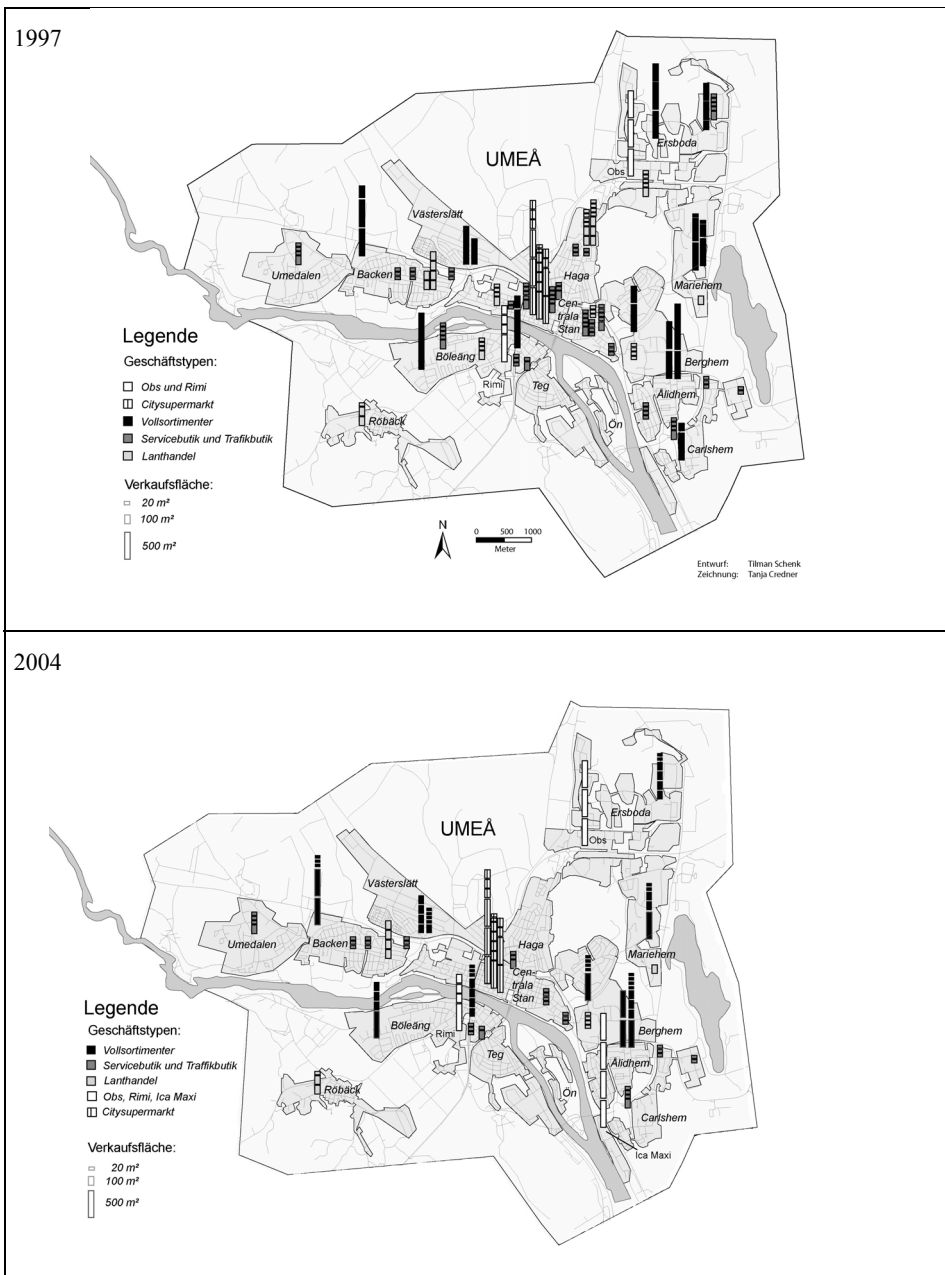 1997
UMEÅ
Ersboda
Obs
Västerslätt
Umedalen
Backen
Haga
Mariehem
Cen-
trala
Stan
Böleäng
Berghem
Rimi
Teg
Ålidhem
Ön
Röbäck
Carlshem
Legende
Geschäftstypen:
Obs und Rimi
Citysupermarkt
Vollsortimenter
Servicebutik und Trafikbutik
Lanthandel
Verkaufsfläche:
20 m²
100 m²
500 m²
N
0 500 1000
Meter
Entwurf: Tilman Schenk
Zeichnung: Tanja Credner
2004
UMEÅ
Ersboda
Obs
Västerslätt
Umedalen
Backen
Haga
Mariehem
Cen-
trala
Stan
Böleäng
Rimi
Berghem
Teg
Ålidhem
Ön
Röbäck
Carlshem
Ica Maxi
Legende
Geschäftstypen:
Vollsortimenter
Servicebutik und Traffikbutik
Lanthandel
Obs, Rimi, Ica Maxi
Citysupermarkt
Verkaufsfläche:
20 m²
100 m²
500 m²